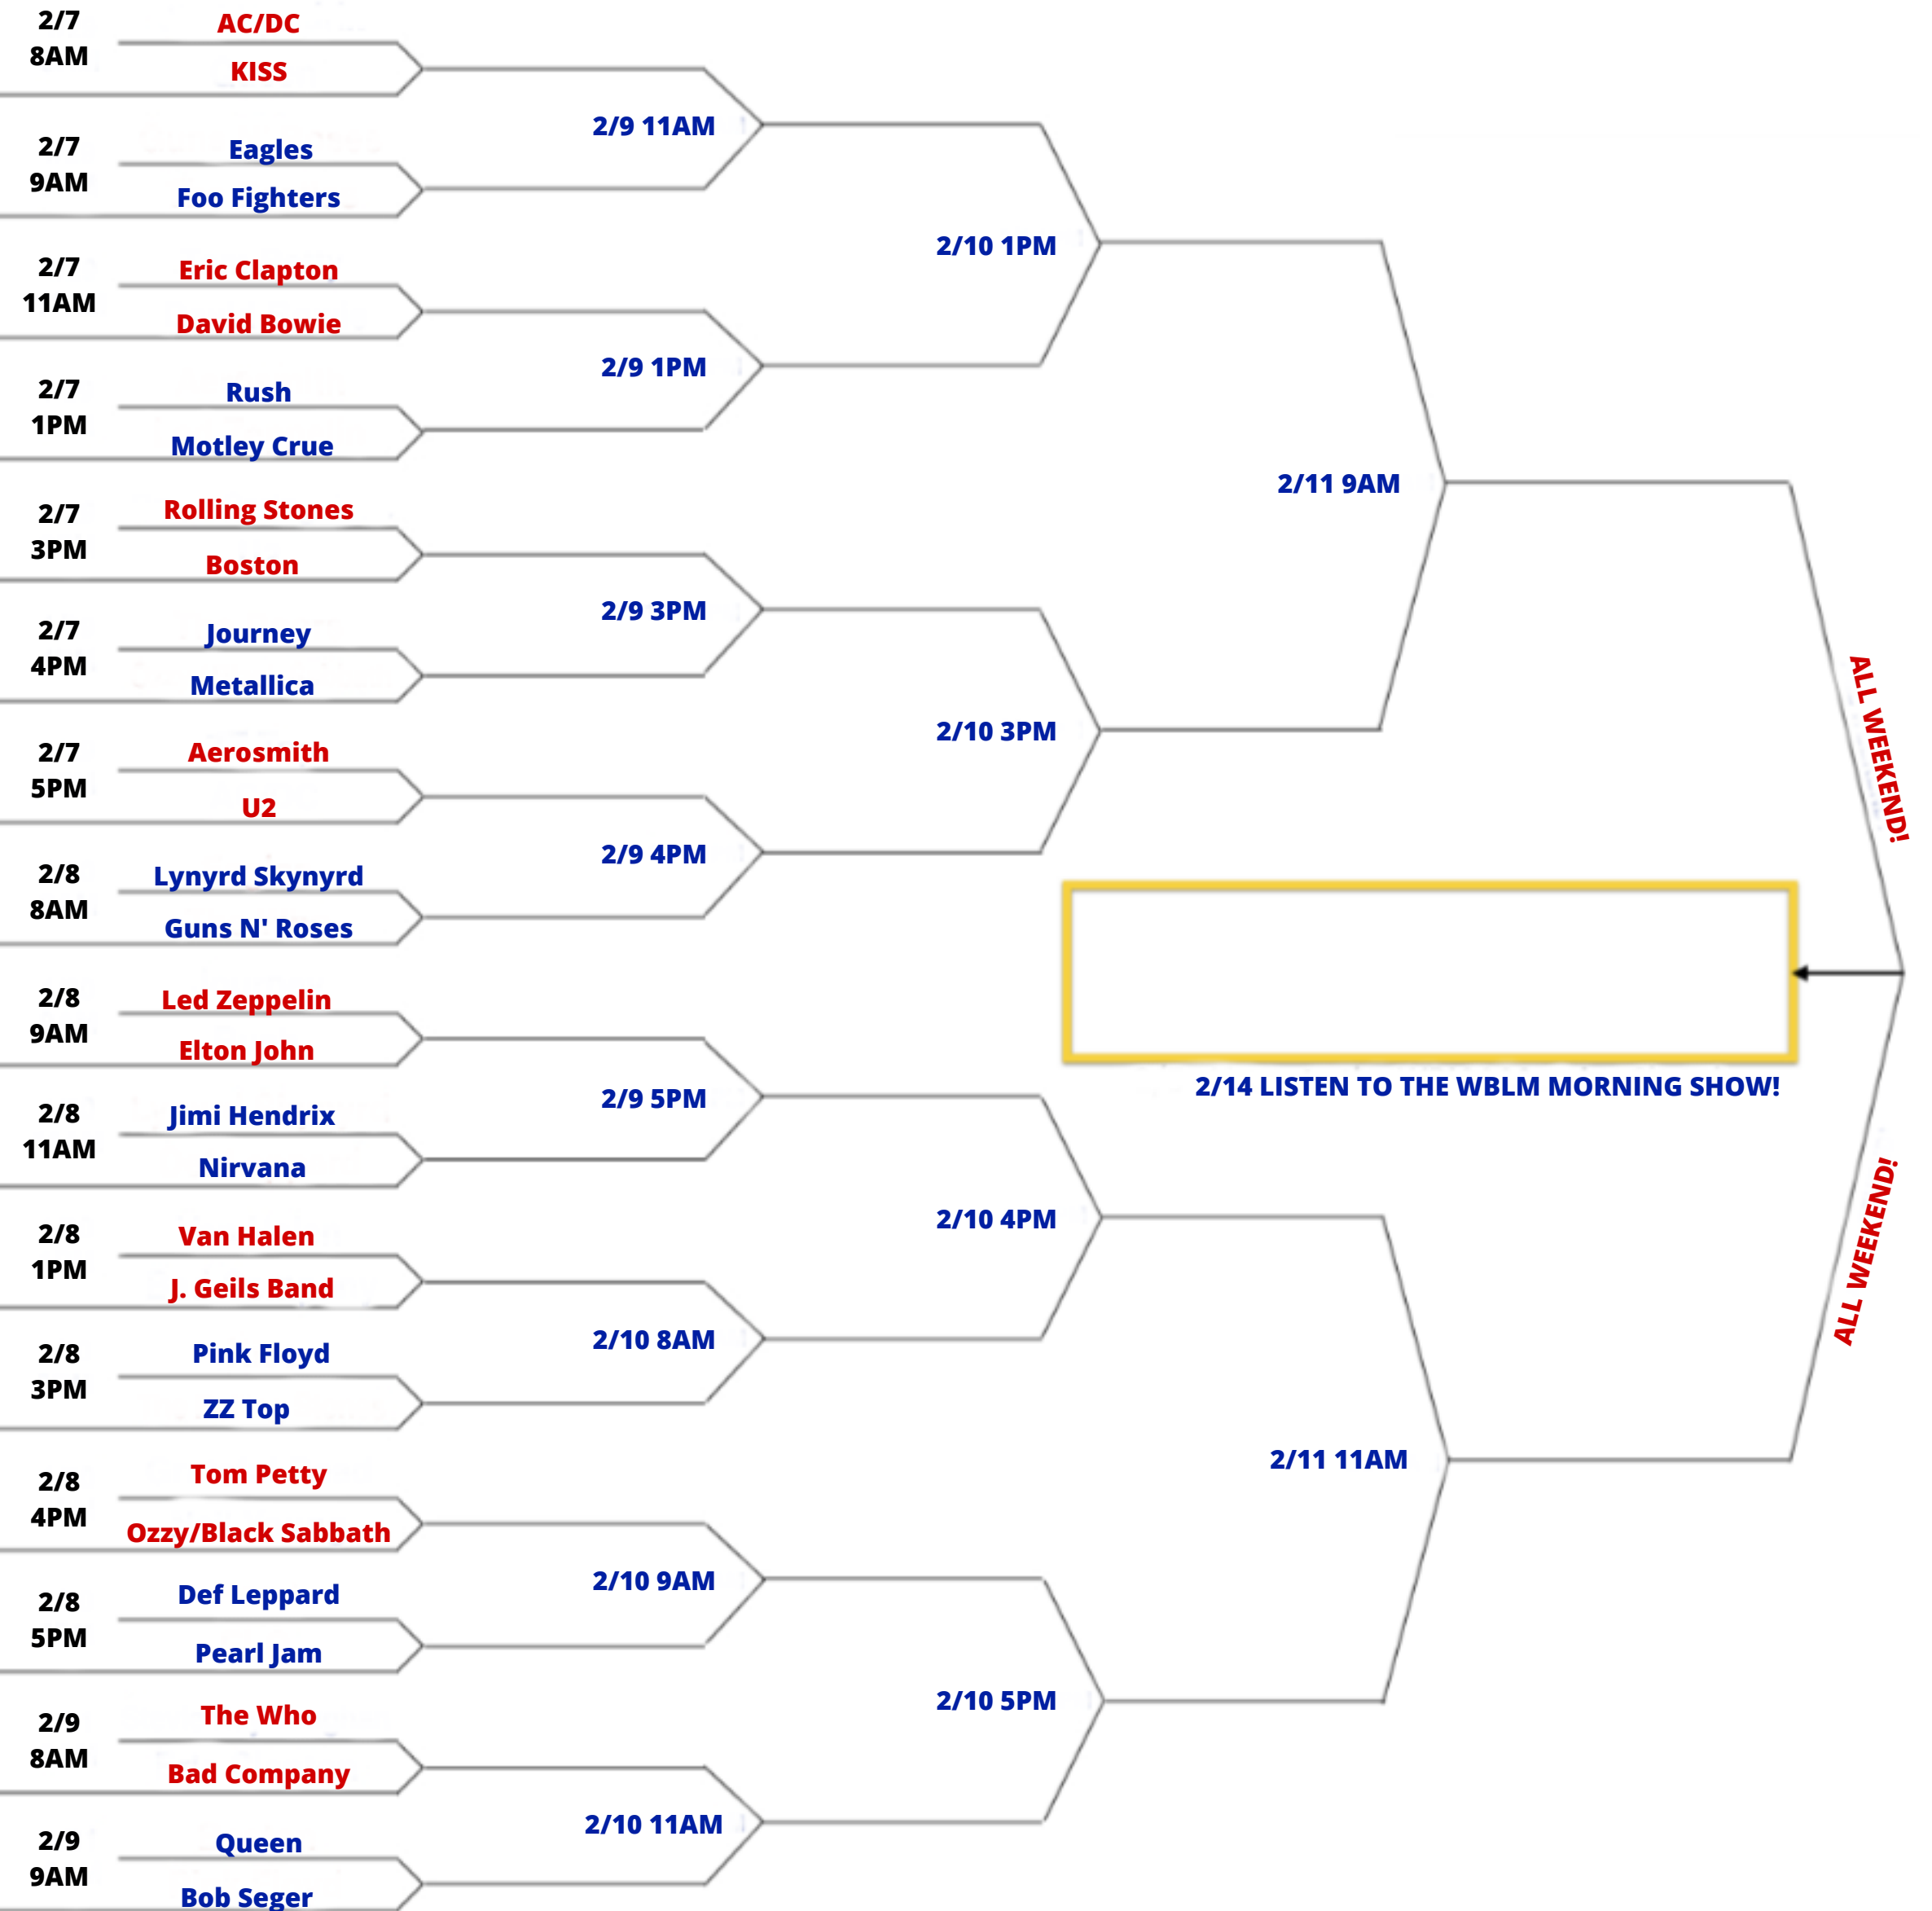 2/7
8AM
AC/DC
KISS
2/9 11AM
2/7
9AM
Eagles
Foo Fighters
2/10 1PM
2/7
11AM
Eric Clapton
David Bowie
2/9 1PM
2/7
1PM
Rush
Motley Crue
2/11 9AM
2/7
3PM
Rolling Stones
Boston
2/9 3PM
2/7
4PM
Journey
Metallica
2/10 3PM
ALL WEEKEND!
2/7
5PM
Aerosmith
U2
2/9 4PM
2/8
8AM
Lynyrd Skynyrd
Guns N' Roses
2/8
9AM
Led Zeppelin
Elton John
2/9 5PM
2/14 LISTEN TO THE WBLM MORNING SHOW!
2/8
11AM
Jimi Hendrix
Nirvana
2/10 4PM
ALL WEEKEND!
2/8
1PM
Van Halen
J. Geils Band
2/10 8AM
2/8
3PM
Pink Floyd
ZZ Top
2/11 11AM
2/8
4PM
Tom Petty
Ozzy/Black Sabbath
2/10 9AM
2/8
5PM
Def Leppard
Pearl Jam
2/10 5PM
2/9
8AM
The Who
Bad Company
2/10 11AM
2/9
9AM
Queen
Bob Seger